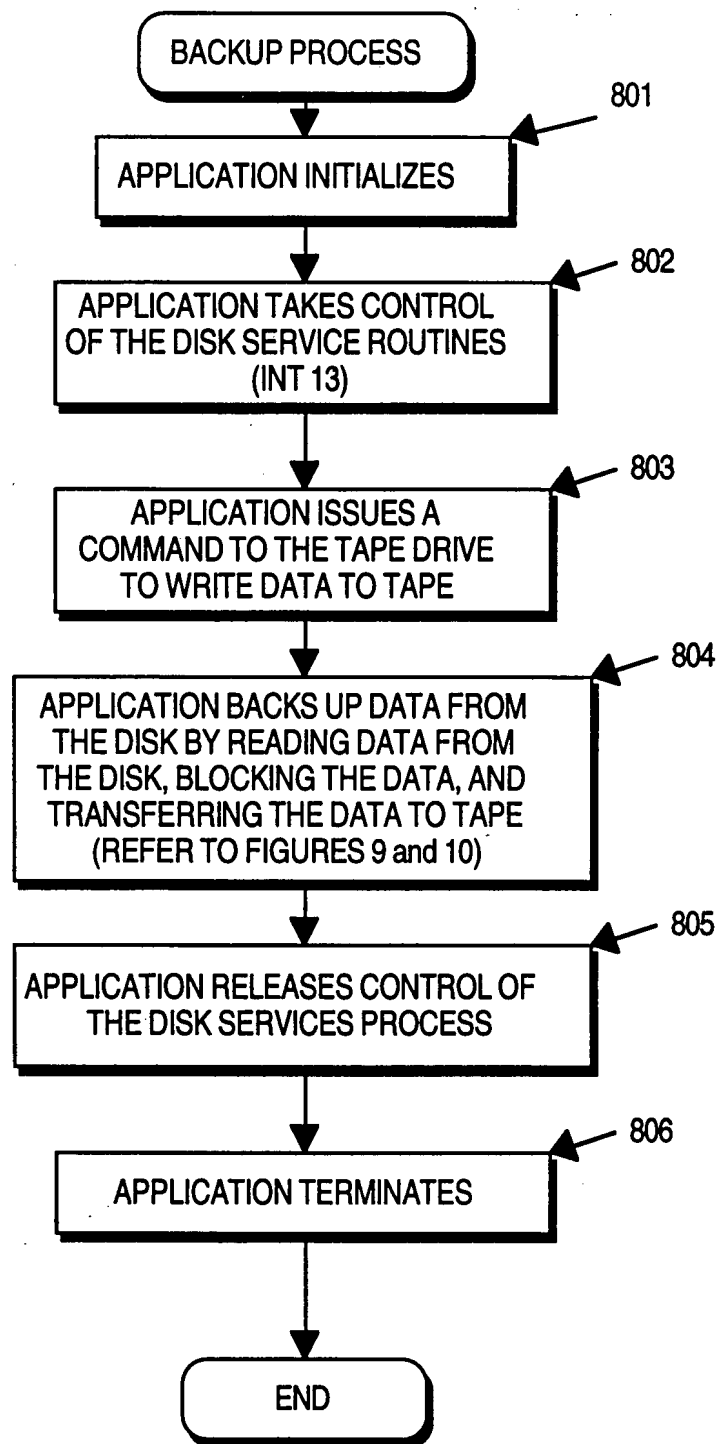 BACKUP PROCESS
801
APPLICATION INITIALIZES
802
APPLICATION TAKES CONTROL
OF THE DISK SERVICE ROUTINES
(INT 13)
803
APPLICATION ISSUES A
COMMAND TO THE TAPE DRIVE
TO WRITE DATA TO TAPE
804
APPLICATION BACKS UP DATA FROM
THE DISK BY READING DATA FROM
THE DISK, BLOCKING THE DATA, AND
TRANSFERRING THE DATA TO TAPE
(REFER TO FIGURES 9 and 10)
805
APPLICATION RELEASES CONTROL OF
THE DISK SERVICES PROCESS
806
APPLICATION TERMINATES
END